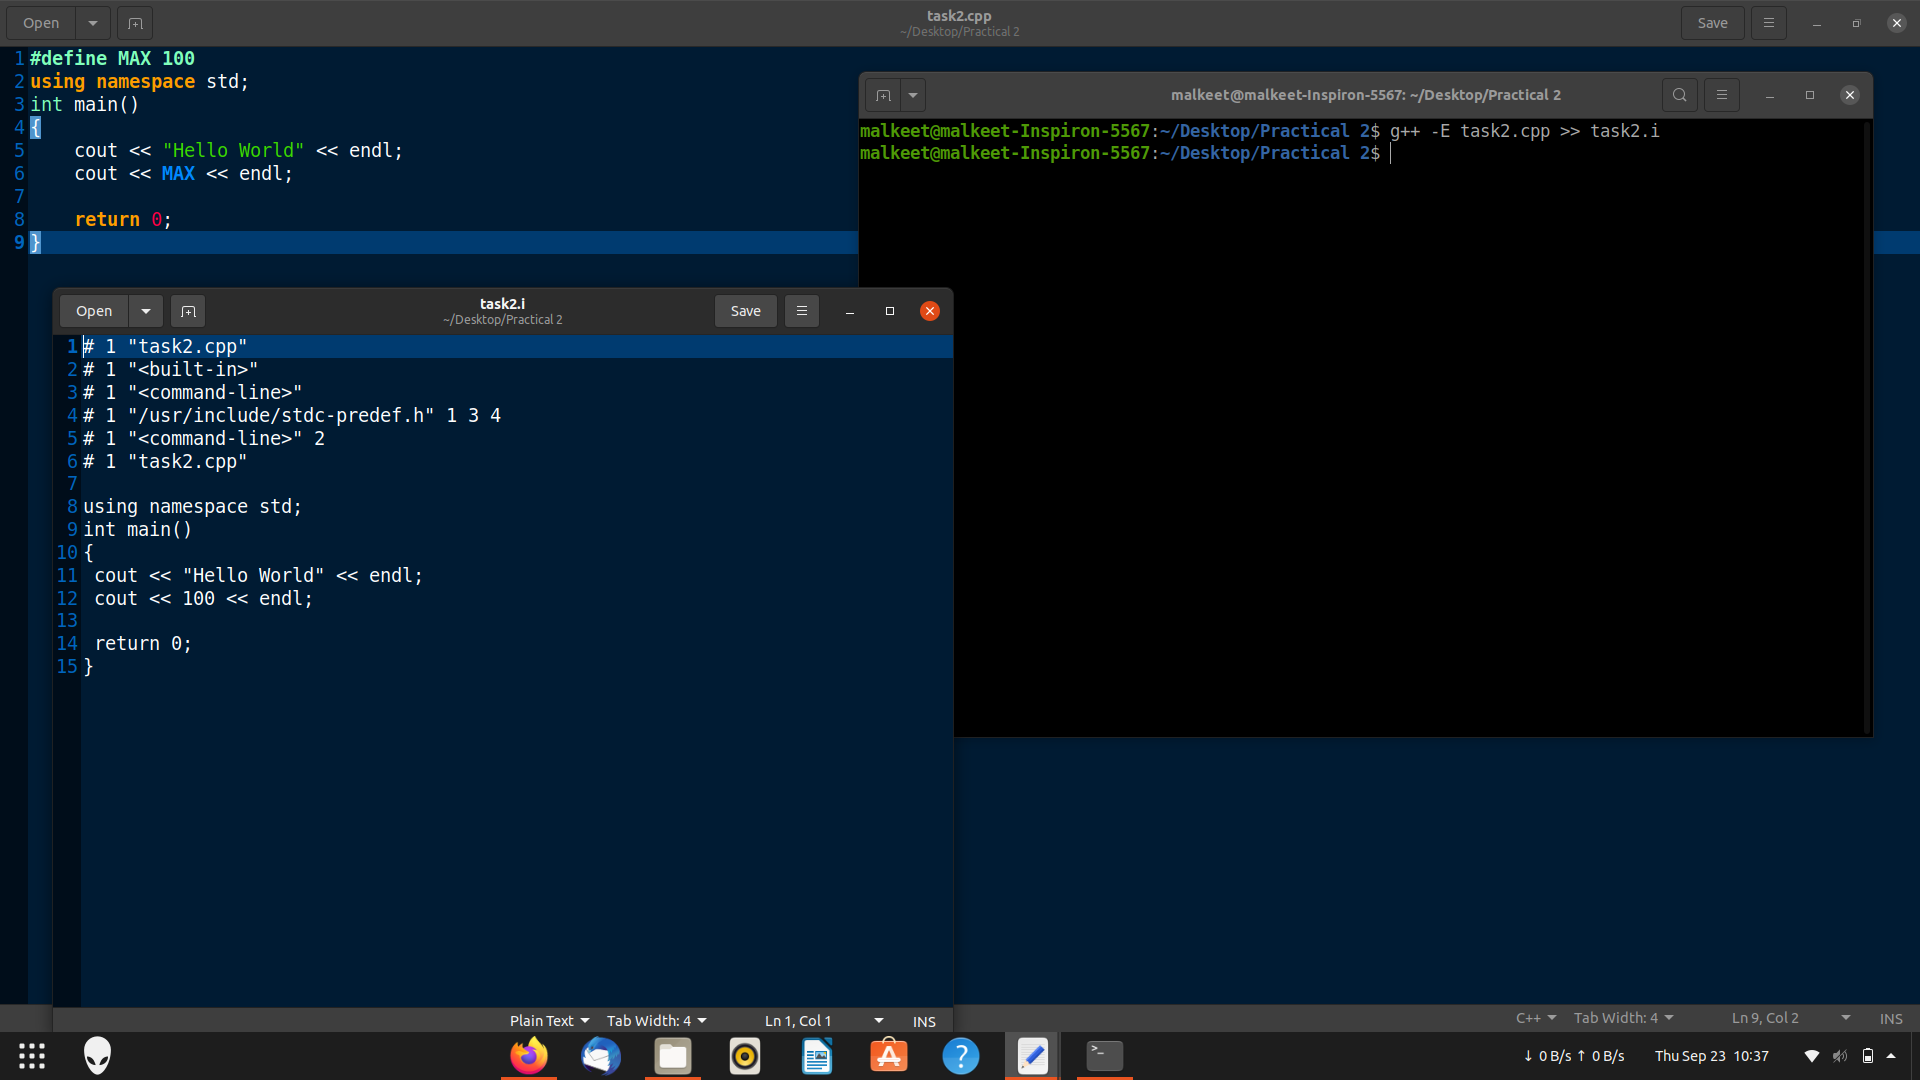 Open
task2.cpp
~/Desktop/Practical 2
Save
1 #define MAX 100
2 using namespace std;
3 int main()
4 {
5     cout << "Hello World" << endl;
6     cout << MAX << endl;
7
8     return 0;
9 }
malkeet@malkeet-Inspiron-5567: ~/Desktop/Practical 2
malkeet@malkeet-Inspiron-5567:~/Desktop/Practical 2$ g++ -E task2.cpp >> task2.i
malkeet@malkeet-Inspiron-5567:~/Desktop/Practical 2$
Open
task2.i
~/Desktop/Practical 2
Save
1 # 1 "task2.cpp"
2 # 1 "<built-in>"
3 # 1 "<command-line>"
4 # 1 "/usr/include/stdc-predef.h" 1 3 4
5 # 1 "<command-line>" 2
6 # 1 "task2.cpp"
7
8 using namespace std;
9 int main()
10 {
11  cout << "Hello World" << endl;
12  cout << 100 << endl;
13
14  return 0;
15 }
Plain Text Tab Width: 4 Ln 1, Col 1 INS
C++ Tab Width: 4 Ln 9, Col 2 INS
↓ 0 B/s ↑ 0 B/s Thu Sep 23 10:37